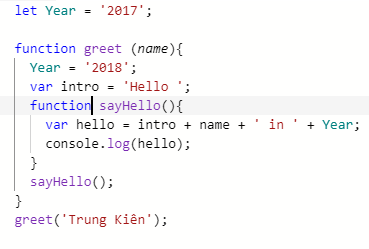 let Year = '2017';
function greet (name){
Year = '2018';
var intro = 'Hello ';
function sayHello(){
var hello = intro + name + ' in ' + Year;
console.log(hello);
}
sayHello();
}
greet('Trung Kiên');